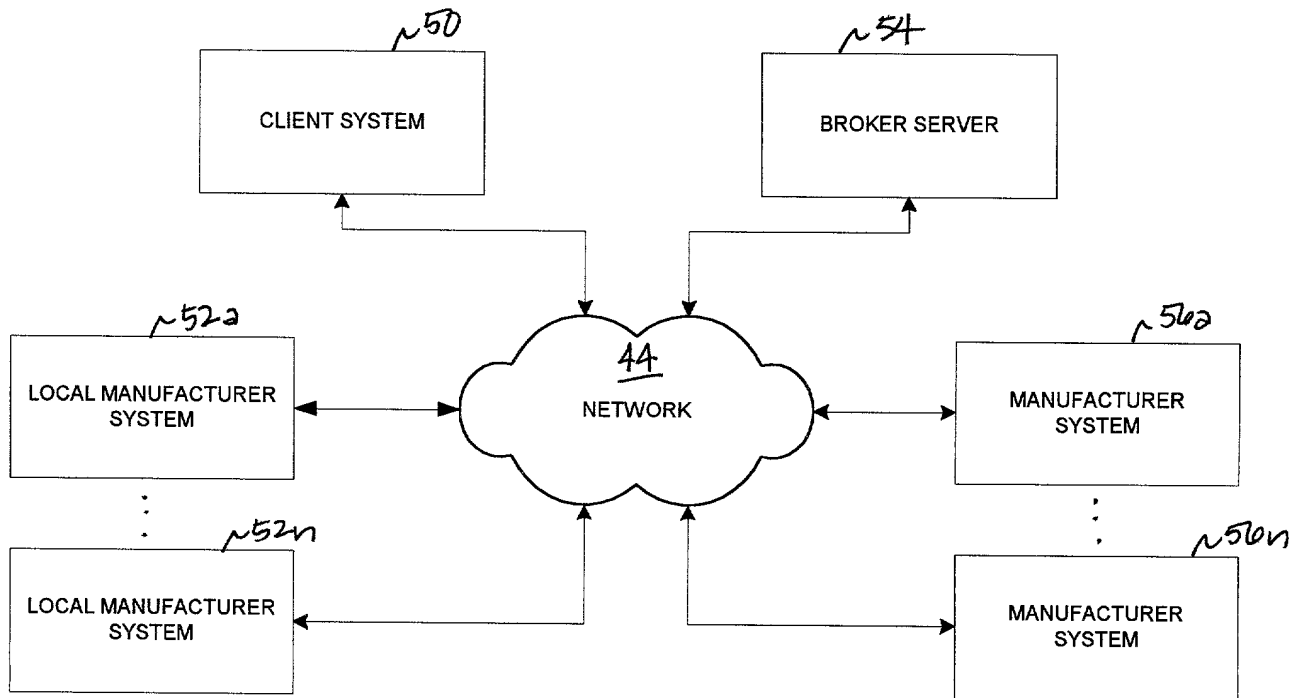 ~50
~54
CLIENT SYSTEM
BROKER SERVER
~52a
~56a
LOCAL MANUFACTURER
SYSTEM
44
NETWORK
MANUFACTURER
SYSTEM
~52n
~56n
LOCAL MANUFACTURER
SYSTEM
MANUFACTURER
SYSTEM